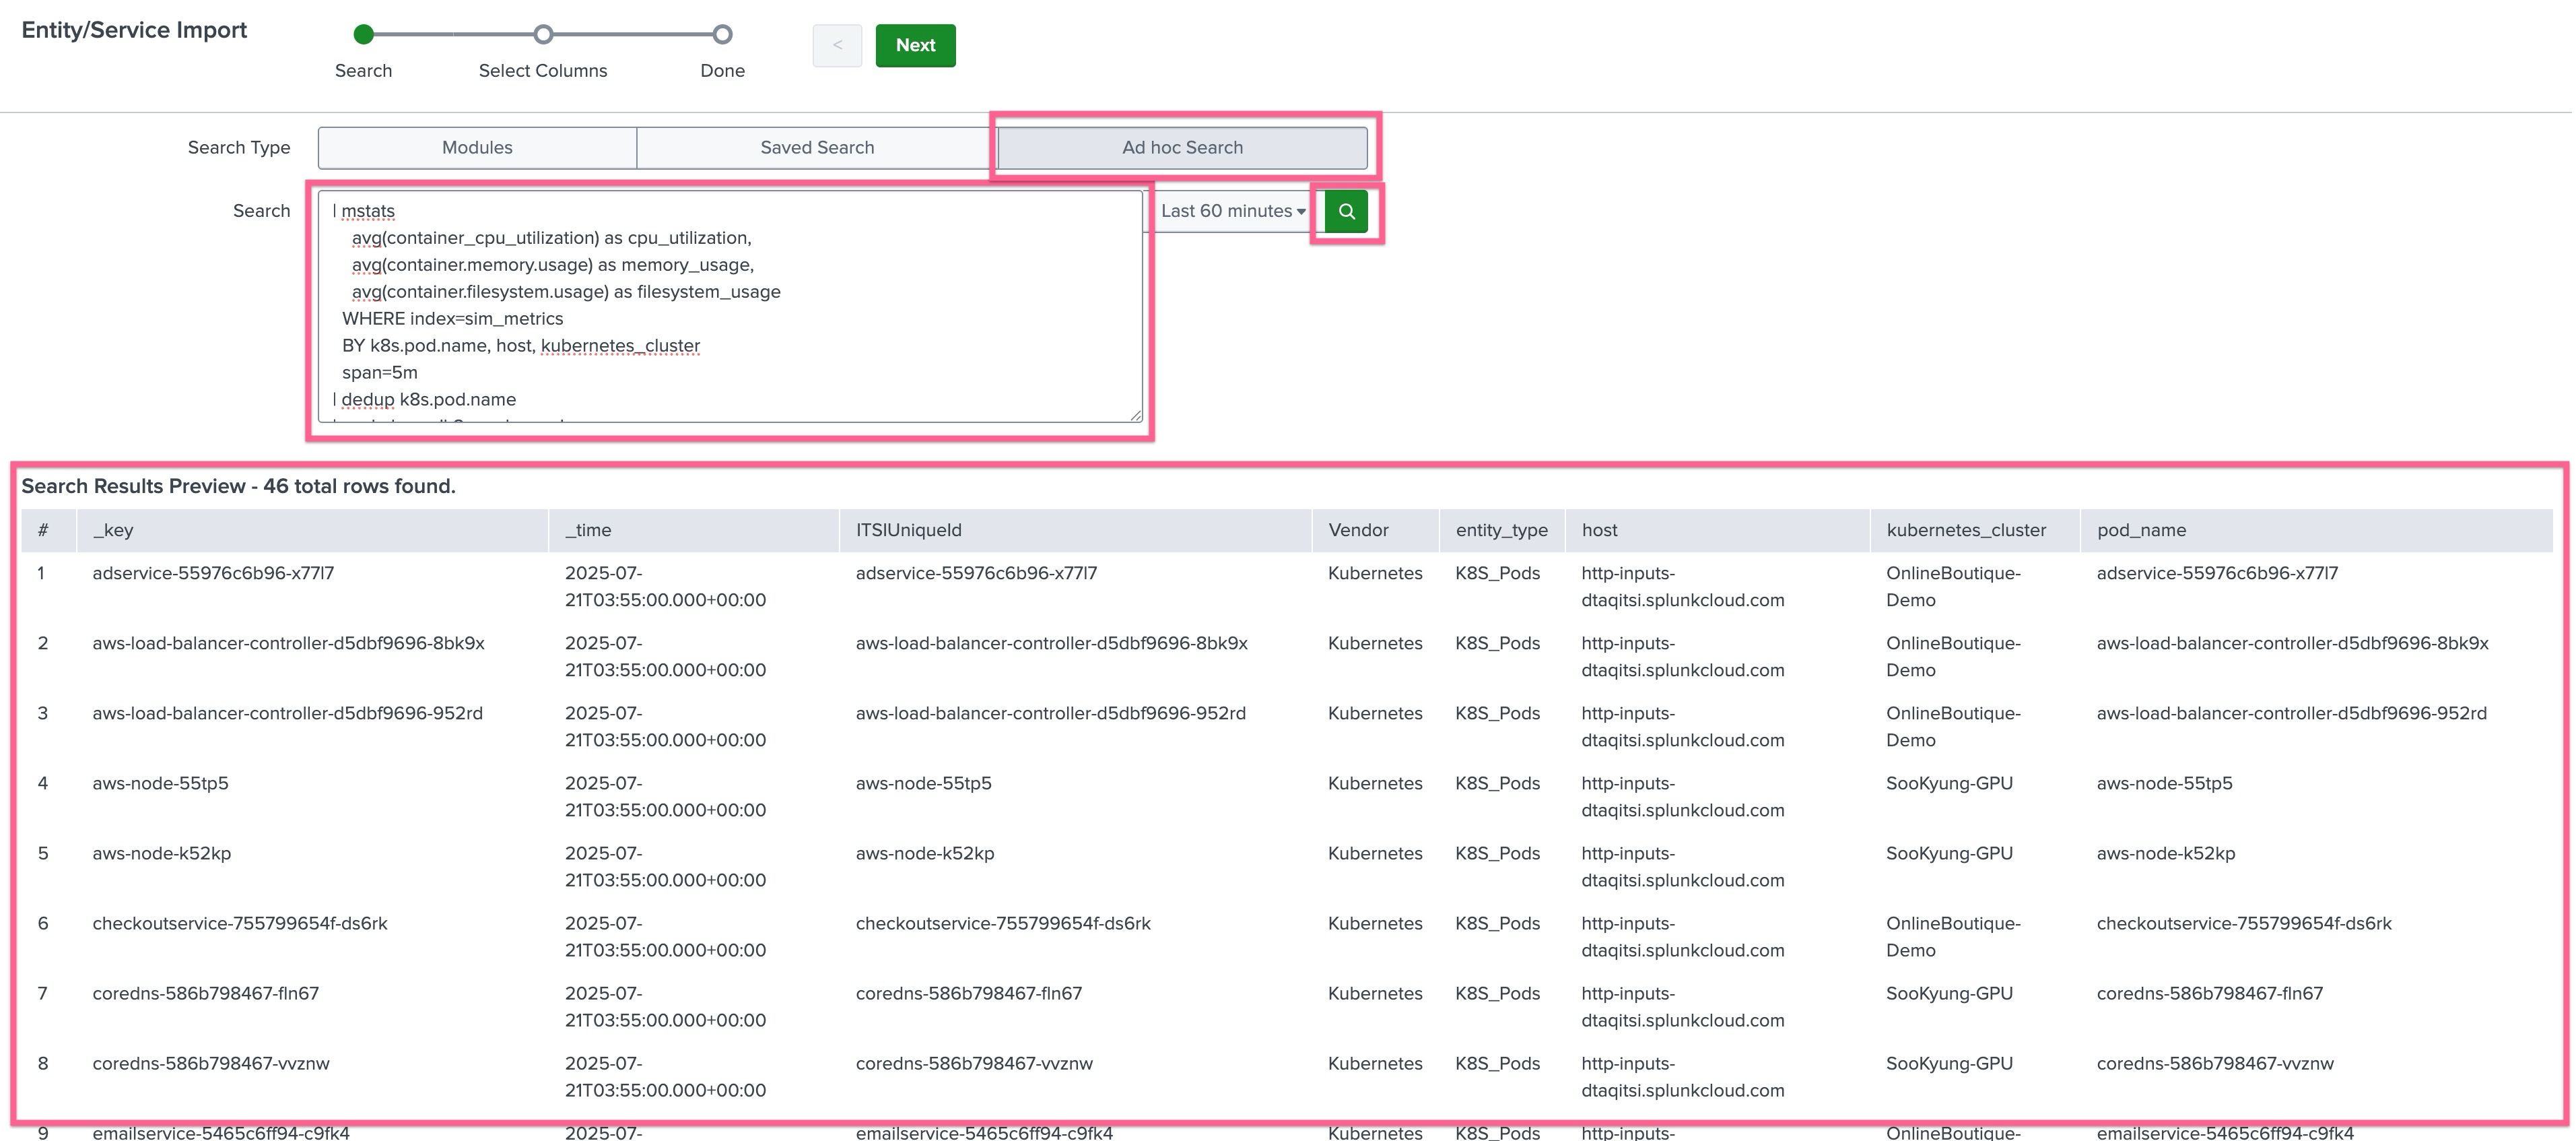 Entity/Service Import
Search
Select Columns
Done
<
Next
Search Type
Modules
Saved Search
Ad hoc Search
Search
| mstats
avg(container_cpu_utilization) as cpu_utilization,
avg(container.memory.usage) as memory_usage,
avg(container.filesystem.usage) as filesystem_usage
WHERE index=sim_metrics
BY k8s.pod.name, host, kubernetes_cluster
span=5m
| dedup k8s.pod.name
Last 60 minutes
Search Results Preview - 46 total rows found.
# _key _time ITSIUniqueId Vendor entity_type host kubernetes_cluster pod_name
1 adservice-55976c6b96-x77l7 2025-07- adservice-55976c6b96-x77l7 Kubernetes K8S_Pods http-inputs- OnlineBoutique- adservice-55976c6b96-x77l7
21T03:55:00.000+00:00 dtaqitsi.splunkcloud.com Demo
2 aws-load-balancer-controller-d5dbf9696-8bk9x 2025-07- aws-load-balancer-controller-d5dbf9696-8bk9x Kubernetes K8S_Pods http-inputs- OnlineBoutique- aws-load-balancer-controller-d5dbf9696-8bk9x
21T03:55:00.000+00:00 dtaqitsi.splunkcloud.com Demo
3 aws-load-balancer-controller-d5dbf9696-952rd 2025-07- aws-load-balancer-controller-d5dbf9696-952rd Kubernetes K8S_Pods http-inputs- OnlineBoutique- aws-load-balancer-controller-d5dbf9696-952rd
21T03:55:00.000+00:00 dtaqitsi.splunkcloud.com Demo
4 aws-node-55tp5 2025-07- aws-node-55tp5 Kubernetes K8S_Pods http-inputs- SooKyung-GPU aws-node-55tp5
21T03:55:00.000+00:00 dtaqitsi.splunkcloud.com
5 aws-node-k52kp 2025-07- aws-node-k52kp Kubernetes K8S_Pods http-inputs- SooKyung-GPU aws-node-k52kp
21T03:55:00.000+00:00 dtaqitsi.splunkcloud.com
6 checkoutservice-755799654f-ds6rk 2025-07- checkoutservice-755799654f-ds6rk Kubernetes K8S_Pods http-inputs- OnlineBoutique- checkoutservice-755799654f-ds6rk
21T03:55:00.000+00:00 dtaqitsi.splunkcloud.com Demo
7 coredns-586b798467-fln67 2025-07- coredns-586b798467-fln67 Kubernetes K8S_Pods http-inputs- SooKyung-GPU coredns-586b798467-fln67
21T03:55:00.000+00:00 dtaqitsi.splunkcloud.com
8 coredns-586b798467-vvznw 2025-07- coredns-586b798467-vvznw Kubernetes K8S_Pods http-inputs- SooKyung-GPU coredns-586b798467-vvznw
21T03:55:00.000+00:00 dtaqitsi.splunkcloud.com
9 emailservice-5465c6ff94-c9fk4 2025-07- emailservice-5465c6ff94-c9fk4 Kubernetes K8S_Pods http-inputs- OnlineBoutique- emailservice-5465c6ff94-c9fk4